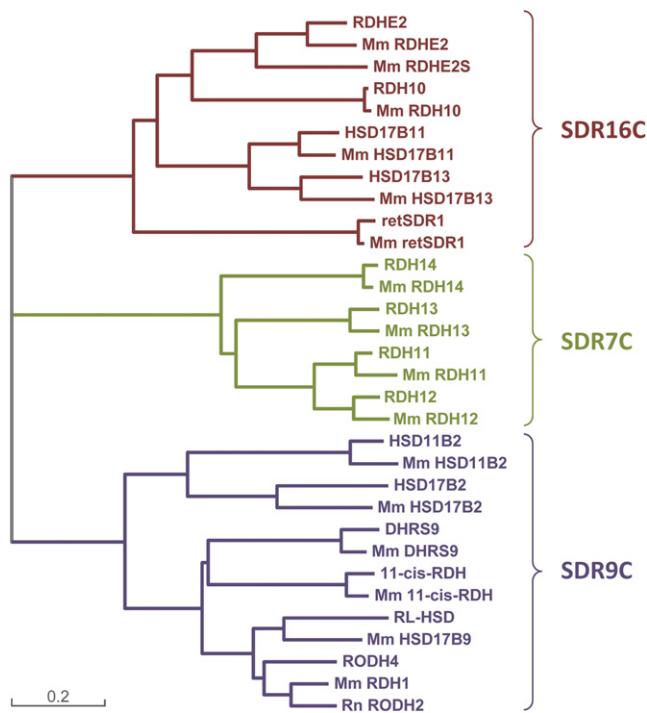 RDHE2
Mm RDHE2
Mm RDHE2S
RDH10
Mm RDH10
HSD17B11
Mm HSD17B11
HSD17B13
Mm HSD17B13
retSDR1
Mm retSDR1
SDR16C
RDH14
Mm RDH14
RDH13
Mm RDH13
RDH11
Mm RDH11
RDH12
Mm RDH12
SDR7C
HSD11B2
Mm HSD11B2
HSD17B2
Mm HSD17B2
DHRS9
Mm DHRS9
11-cis-RDH
Mm 11-cis-RDH
RL-HSD
Mm HSD17B9
RODH4
Mm RDH1
Rn RODH2
SDR9C
0.2